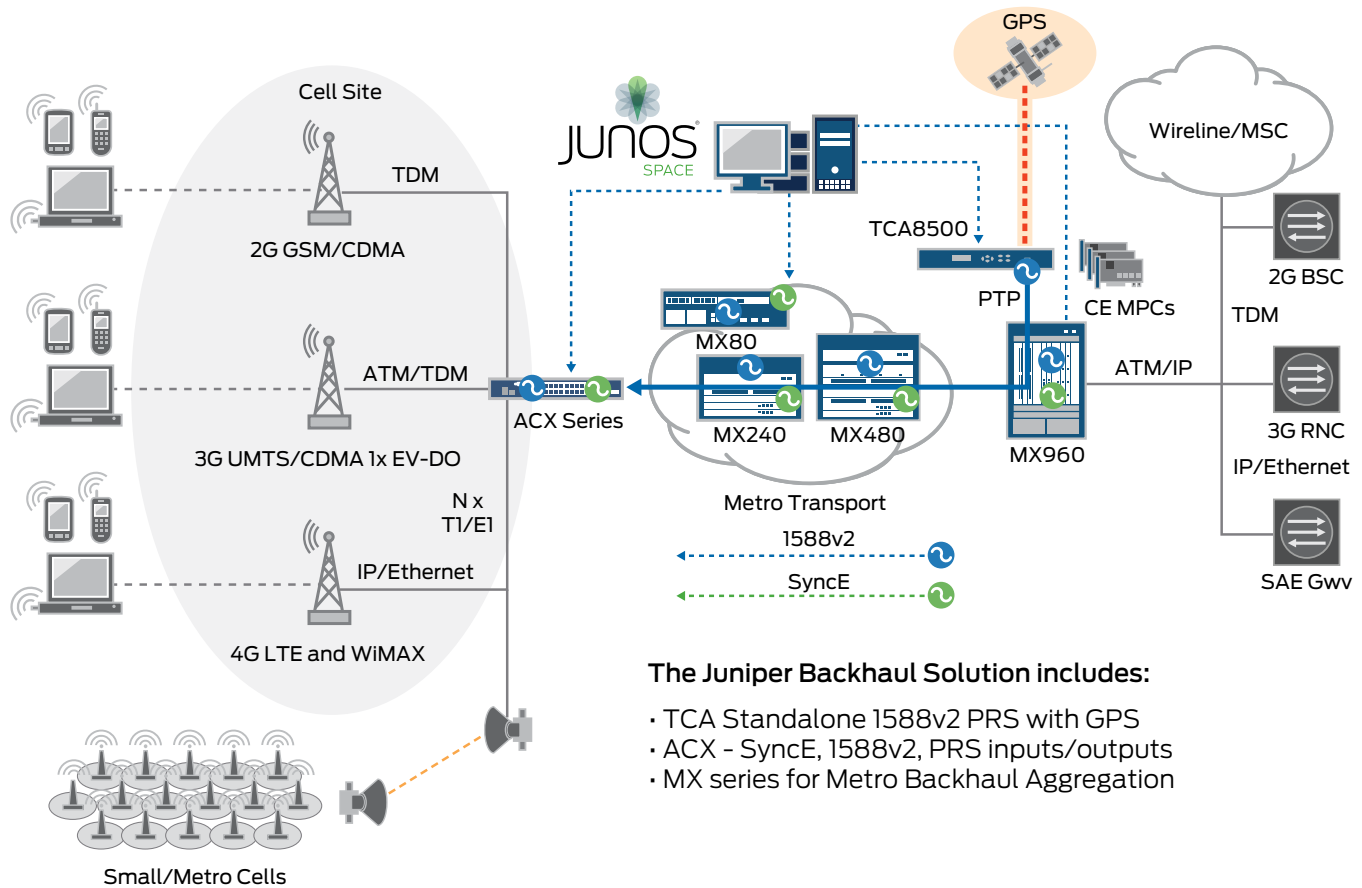 GPS
Cell Site
JUNOS®
SPACE
Wireline/MSC
TDM
TCA8500
2G GSM/CDMA
2G BSC
PTP
CE MPCs
TDM
MX80
ATM/TDM
ATM/IP
ACX Series
MX240
MX480
MX960
3G RNC
3G UMTS/CDMA 1x EV-DO
IP/Ethernet
N x
T1/E1
Metro Transport
1588v2
IP/Ethernet
SyncE
SAE Gwv
4G LTE and WiMAX
The Juniper Backhaul Solution includes:
· TCA Standalone 1588v2 PRS with GPS
· ACX - SyncE, 1588v2, PRS inputs/outputs
· MX series for Metro Backhaul Aggregation
Small/Metro Cells